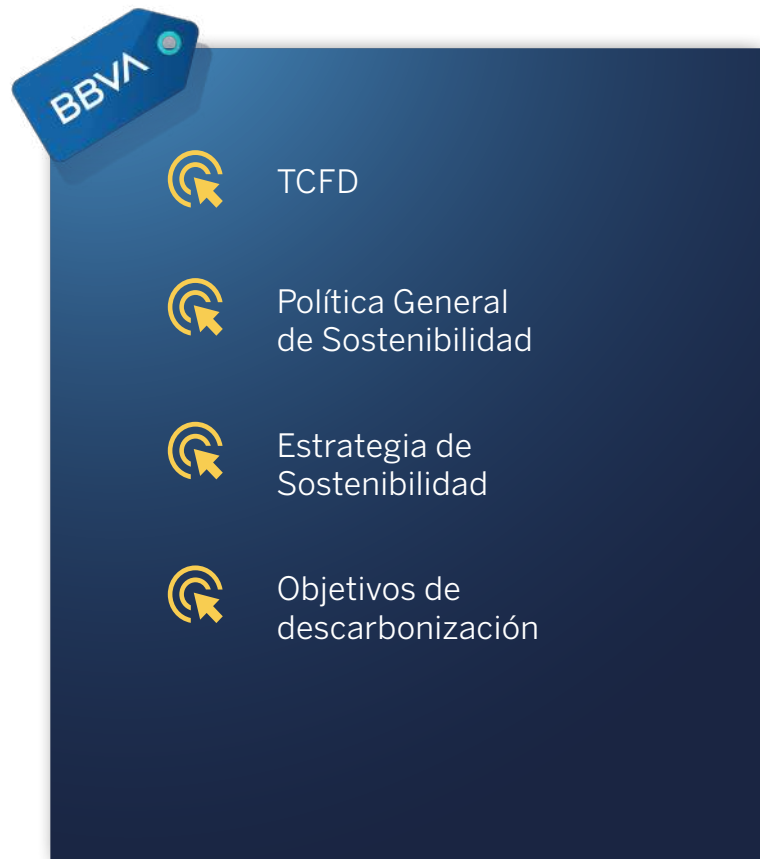 BBVA
TCFD
Política General
de Sostenibilidad
Estrategia de
Sostenibilidad
Objetivos de
descarbonización